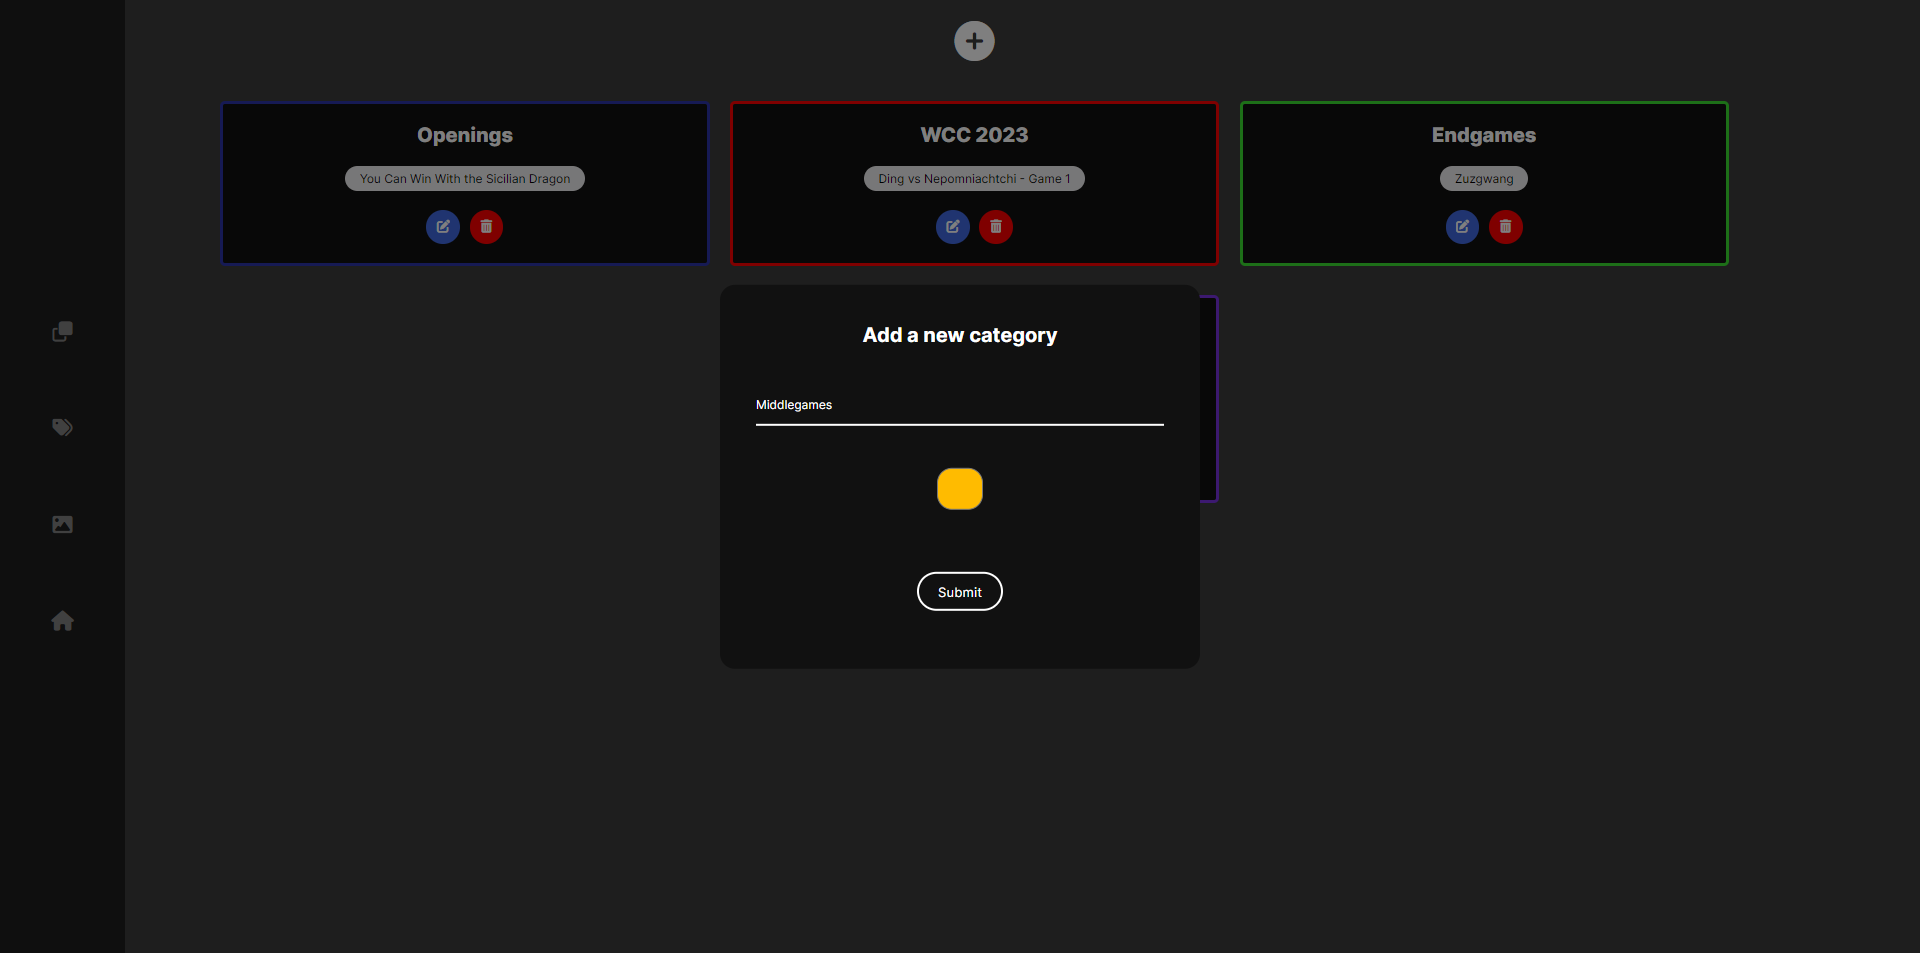 Openings
You Can Win With the Sicilian Dragon
WCC 2023
Ding vs Nepomniachtchi - Game 1
Endgames
Zuzgwang
Add a new category
Middlegames
Submit